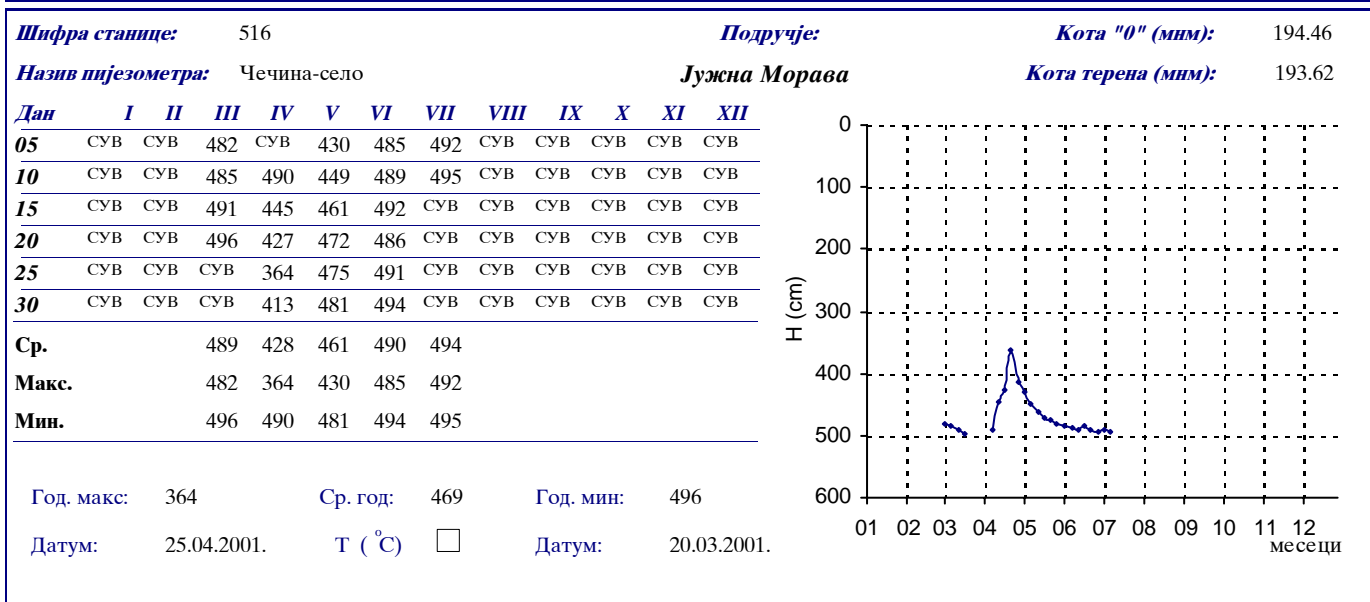 Шифра станице: 516 Подручје: Кота "0" (мнм): 194.46
Назив пијезометра: Чечина-село Јужна Морава Кота терена (мнм): 193.62
Дан I II III IV V VI VII VIII IX X XI XII
05 СУВ СУВ 482 СУВ 430 485 492 СУВ СУВ СУВ СУВ СУВ
10 СУВ СУВ 485 490 449 489 495 СУВ СУВ СУВ СУВ СУВ
15 СУВ СУВ 491 445 461 492 СУВ СУВ СУВ СУВ СУВ СУВ
20 СУВ СУВ 496 427 472 486 СУВ СУВ СУВ СУВ СУВ СУВ
25 СУВ СУВ СУВ 364 475 491 СУВ СУВ СУВ СУВ СУВ СУВ
30 СУВ СУВ СУВ 413 481 494 СУВ СУВ СУВ СУВ СУВ СУВ
Ср. 489 428 461 490 494
Макс. 482 364 430 485 492
Мин. 496 490 481 494 495
Год. макс: 364 Ср. год: 469 Год. мин: 496
Датум: 25.04.2001. Т ( °C) Датум: 20.03.2001.
H (cm)
0
100
200
300
400
500
600
01 02 03 04 05 06 07 08 09 10 11 12
месеци